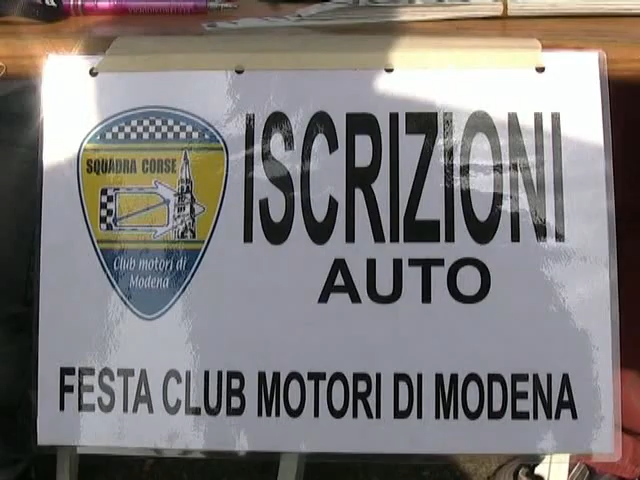 SQUADRA CORSE
Club motori di
Modena
ISCRIZIONI
AUTO
FESTA CLUB MOTORI DI MODENA